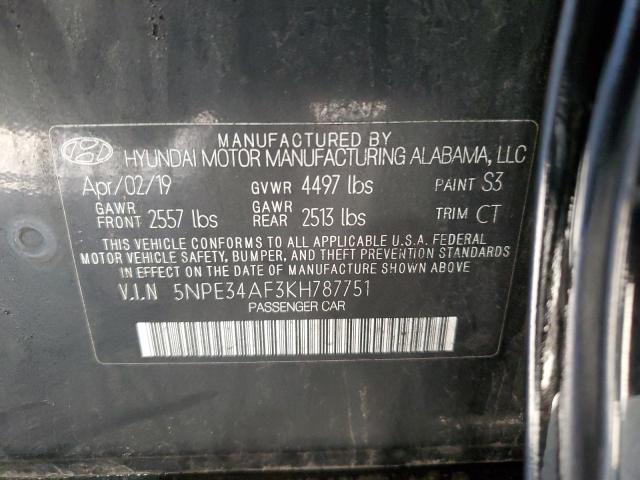 MANUFACTURED BY
HYUNDAI MOTOR MANUFACTURING ALABAMA, LLC
Apr/02/19 GVWR 4497 lbs PAINT S3
GAWR FRONT 2557 lbs GAWR REAR 2513 lbs TRIM CT
THIS VEHICLE CONFORMS TO ALL APPLICABLE U.S.A. FEDERAL
MOTOR VEHICLE SAFETY, BUMPER, AND THEFT PREVENTION STANDARDS
IN EFFECT ON THE DATE OF MANUFACTURE SHOWN ABOVE.
V.I.N 5NPE34AF3KH787751
PASSENGER CAR